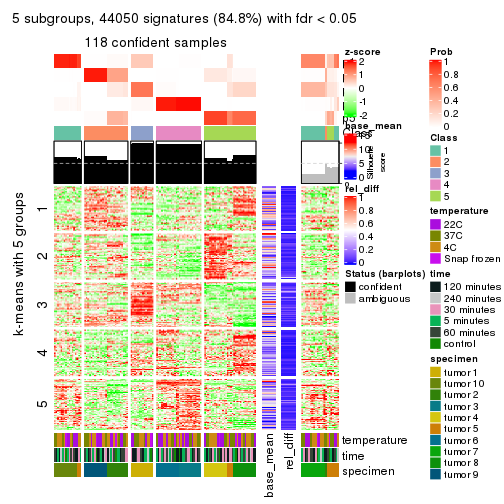 5 subgroups, 44050 signatures (84.8%) with fdr < 0.05
118 confident samples
k-means with 5 groups
1
2
3
4
5
temperature
time
specimen
base_mean
rel_diff
Silhouette
score
z-score
2
1
0
-1
-2
base_mean
15
10
5
0
rel_diff
1
0.8
0.6
0.4
0.2
0
Status (barplots)
confident
ambiguous
Prob
1
0.8
0.6
0.4
0.2
0
Class
1
2
3
4
5
temperature
22C
37C
4C
Snap frozen
time
120 minutes
240 minutes
30 minutes
5 minutes
60 minutes
control
specimen
tumor 1
tumor 10
tumor 2
tumor 3
tumor 4
tumor 5
tumor 6
tumor 7
tumor 8
tumor 9